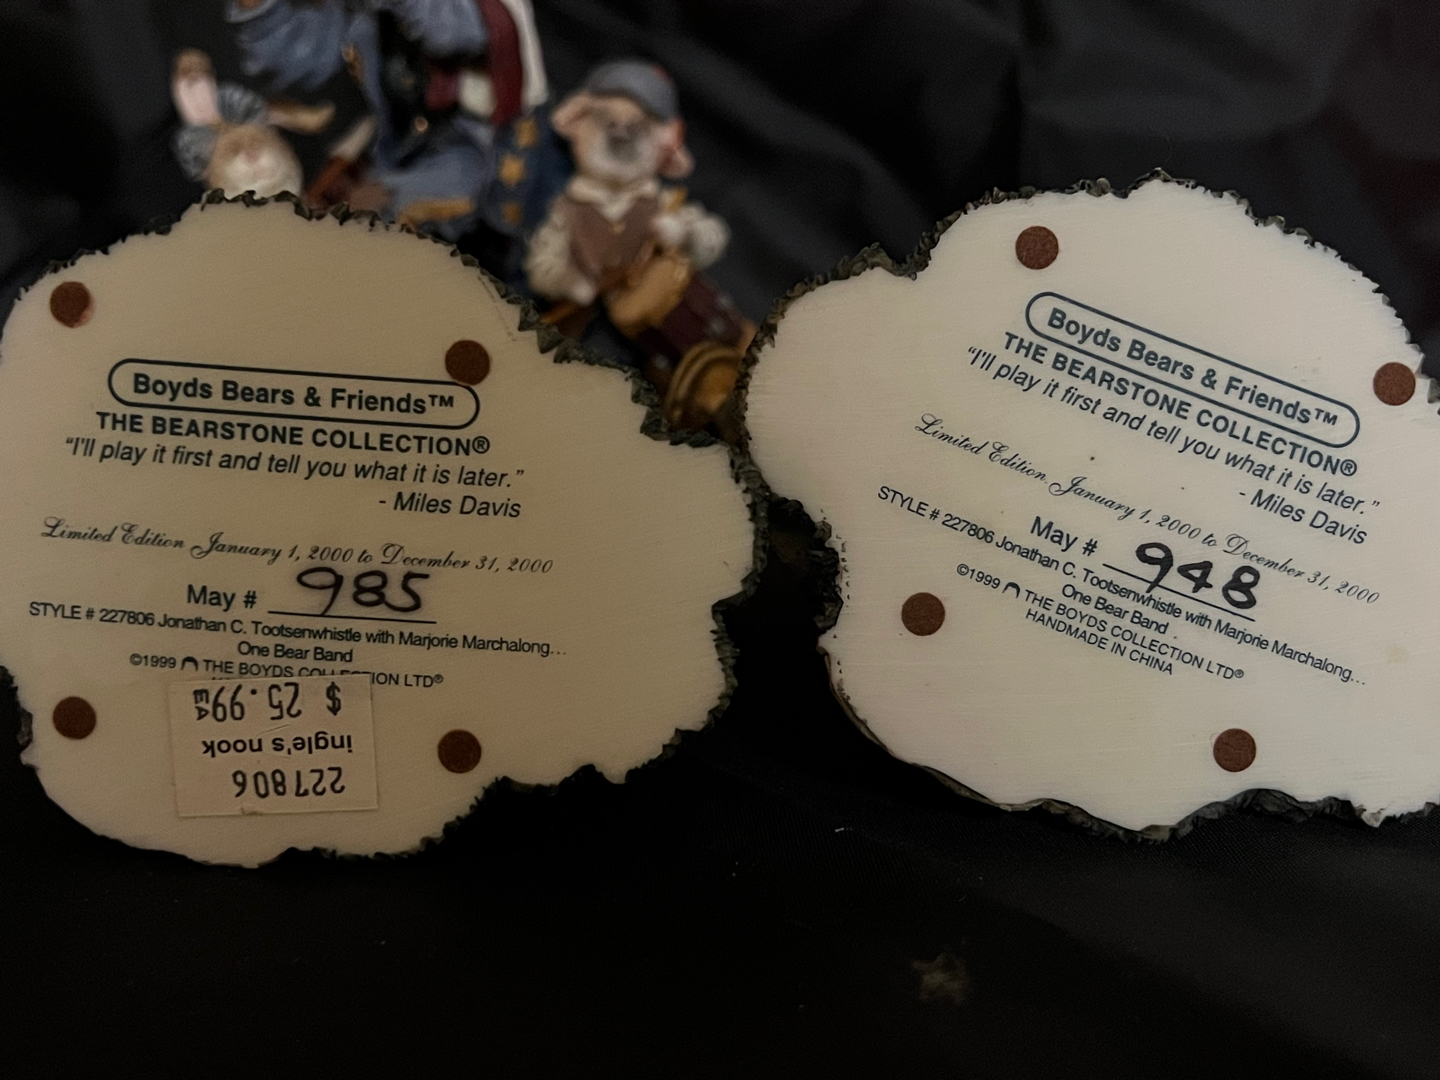 Boyds Bears & Friends™
THE BEARSTONE COLLECTION®
"I'll play it first and tell you what it is later."
- Miles Davis
Limited Edition January 1, 2000 to December 31, 2000
May # 985
STYLE # 227806 Jonathan C. Tootsenwhistle with Marjorie Marchalong...
One Bear Band
©1999 THE BOYDS COLLECTION LTD®
227806
ingle's nook
$ 25.99
Boyds Bears & Friends™
THE BEARSTONE COLLECTION®
"I'll play it first and tell you what it is later."
- Miles Davis
Limited Edition January 1, 2000 to December 31, 2000
May # 948
STYLE # 227806 Jonathan C. Tootsenwhistle with Marjorie Marchalong...
One Bear Band
©1999 THE BOYDS COLLECTION LTD®
HANDMADE IN CHINA